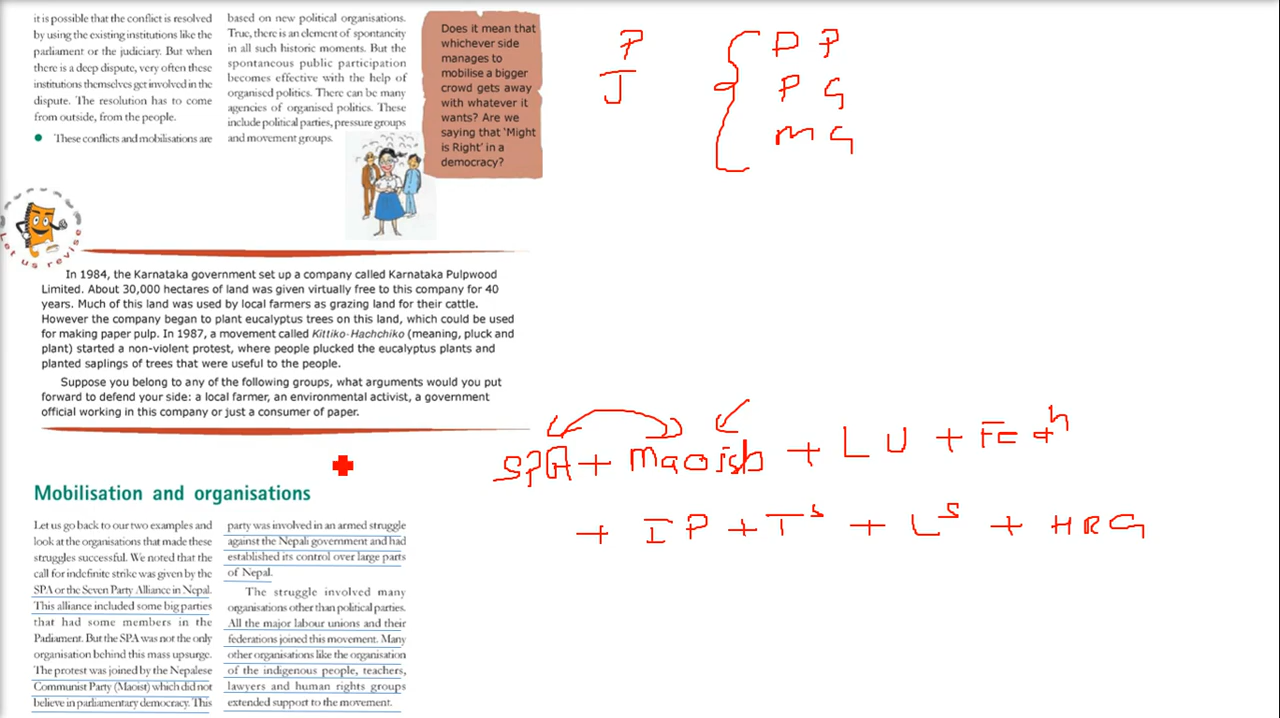 it is possible that the conflict is resolved
by using the existing institutions like the
parliament or the judiciary. But when
there is a deep dispute, very often these
institutions themselves get involved in the
dispute. The resolution has to come
from outside, from the people.
These conflicts and mobilisations are
based on new political organisations.
True, there is an element of spontancity
in all such historic moments. But the
spontaneous public participation
becomes effective with the help of
organised politics. There can be many
agencies of organised politics. These
include political parties, pressure groups
and movement groups.
Does it mean that
whichever side
manages to
mobilise a bigger
crowd gets away
with whatever it
wants? Are we
saying that ‘Might
is Right’ in a
democracy?
P
J
P P
P G
M G
Let us revise
In 1984, the Karnataka government set up a company called Karnataka Pulpwood
Limited. About 30,000 hectares of land was given virtually free to this company for 40
years. Much of this land was used by local farmers as grazing land for their cattle.
However the company began to plant eucalyptus trees on this land, which could be used
for making paper pulp. In 1987, a movement called Kittiko-Hachchiko (meaning, pluck and
plant) started a non-violent protest, where people plucked the eucalyptus plants and
planted saplings of trees that were useful to the people.
Suppose you belong to any of the following groups, what arguments would you put
forward to defend your side: a local farmer, an environmental activist, a government
official working in this company or just a consumer of paper.
SPA + Maoish + LU +
+ IP + Ts + Ls + HRG
Mobilisation and organisations
Let us go back to our two examples and
look at the organisations that made these
struggles successful. We noted that the
call for indefinite strike was given by the
SPA or the Seven Party Alliance in Nepal.
This alliance included some big parties
that had some members in the
Parliament. But the SPA was not the only
organisation behind this mass upsurge.
The protest was joined by the Nepalese
Communist Party (Maoist) which did not
believe in parliamentary democracy. This
party was involved in an armed struggle
against the Nepali government and had
established its control over large parts
of Nepal.
The struggle involved many
organisations other than political parties.
All the major labour unions and their
federations joined this movement. Many
other organisations like the organisation
of the indigenous people, teachers,
lawyers and human rights groups
extended support to the movement.